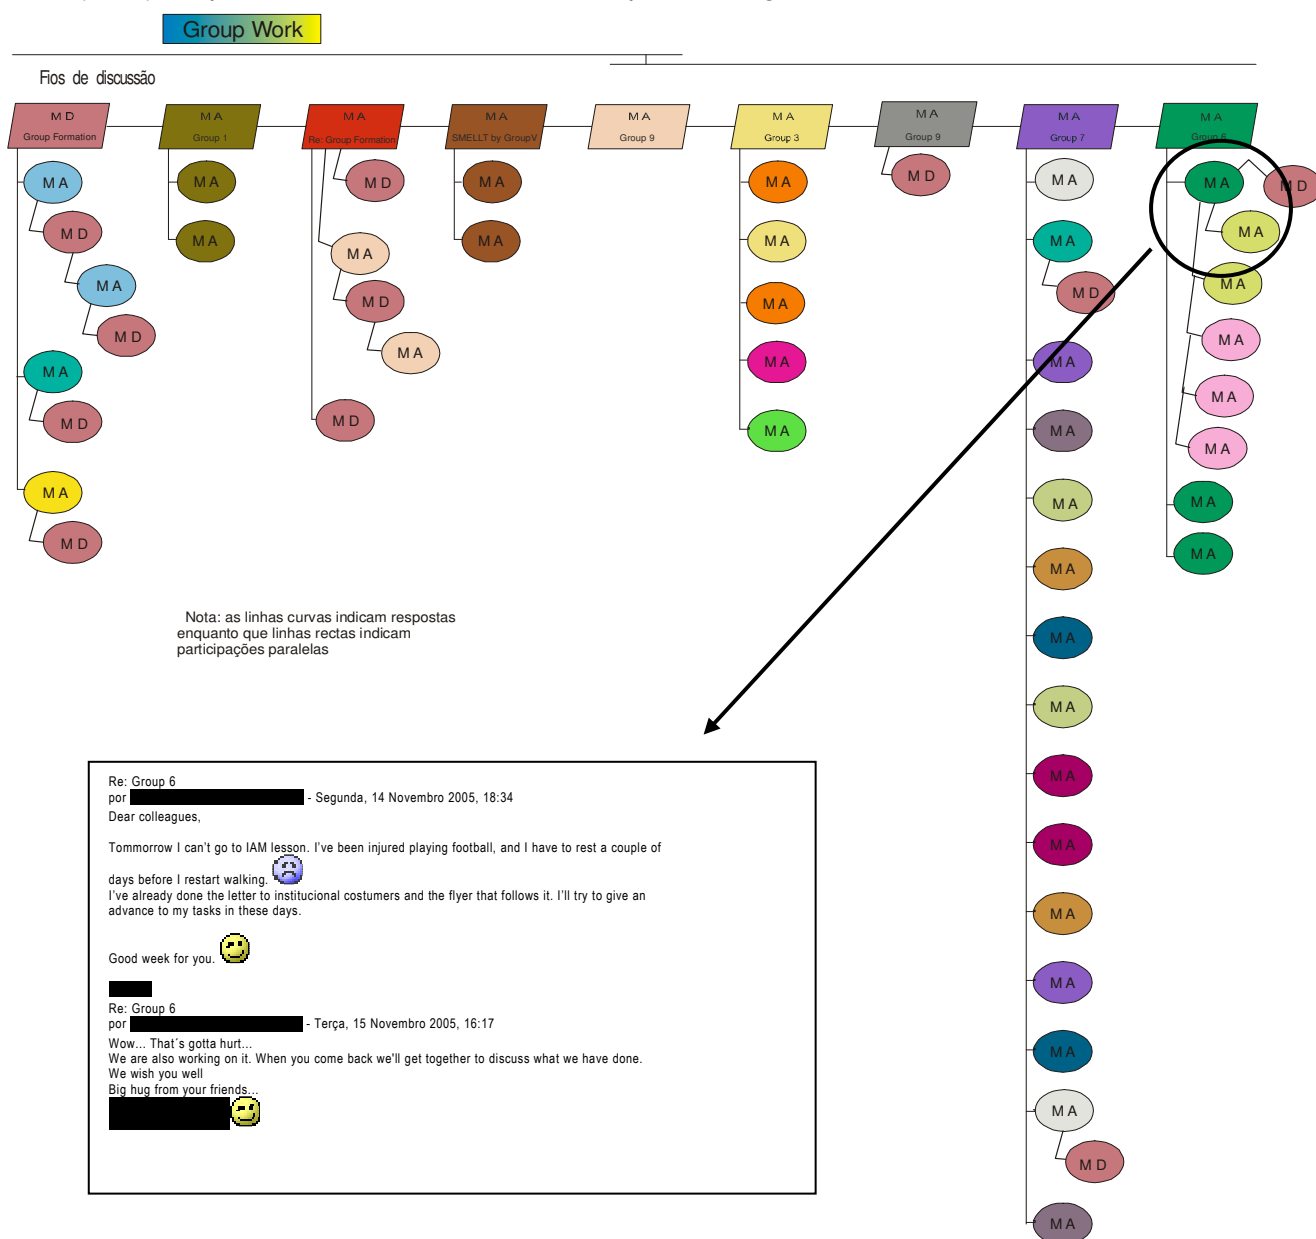 Group Work
Fios de discussão
M D
Group Formation
M A
Group 1
M A
Re: Group Formation
M A
SMELLT by GroupV
M A
Group 9
M A
Group 3
M A
Group 9
M A
Group 7
M A
Group 6
M A
M D
M A
M D
M A
M D
M A
M D
M A
M A
M D
M A
M D
M A
M D
M A
M A
M A
M A
M A
M A
M A
M D
M A
M A
M D
M A
M A
M A
M A
M A
M A
M A
M A
M A
M A
M A
M A
M D
M A
M A
M D
M A
M A
M A
M A
M A
M A
M A
Nota: as linhas curvas indicam respostas
enquanto que linhas rectas indicam
participações paralelas
Re: Group 6
por - Segunda, 14 Novembro 2005, 18:34
Dear colleagues,
Tommorrow I can't go to IAM lesson. I've been injured playing football, and I have to rest a couple of
days before I restart walking.
I've already done the letter to institucional costumers and the flyer that follows it. I'll try to give an
advance to my tasks in these days.
Good week for you.
Re: Group 6
por - Terça, 15 Novembro 2005, 16:17
Wow... That´s gotta hurt...
We are also working on it. When you come back we'll get together to discuss what we have done.
We wish you well
Big hug from your friends...